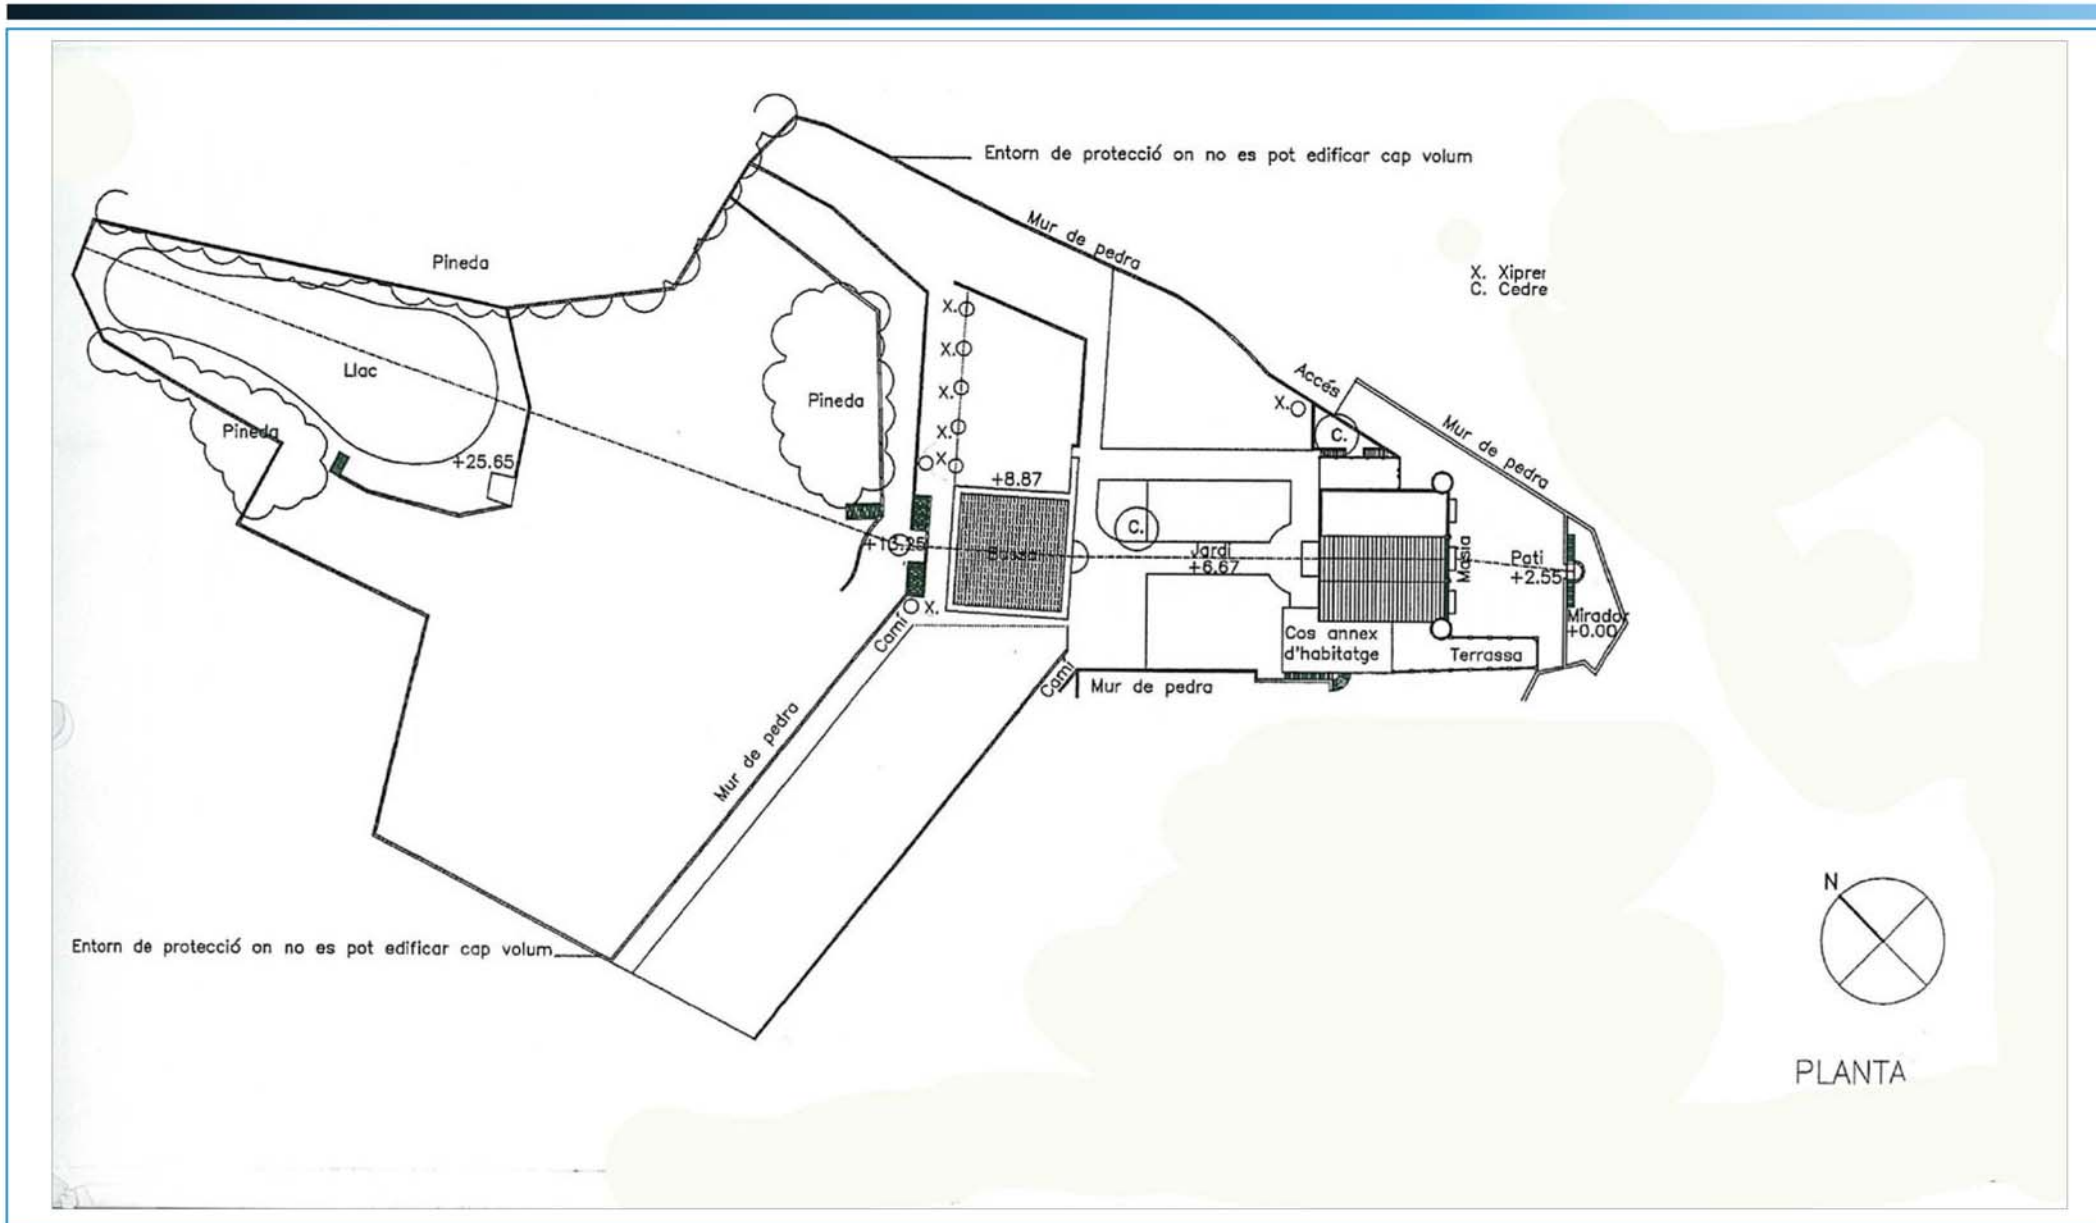 Entorn de protecció on no es pot edificar cap volum
Mur de pedra
Pineda
X. Xiprer
C. Cedre
X.
X.
X.
X.
X.
Llac
Pineda
Accés
X.
C.
Mur de pedra
Pineda
+25.65
+8.87
C.
Jardí
+6.67
Masia
Pati
+2.55
Mirador
+0.00
X.
Camí
Cos annex
d'habitatge
Terrassa
Camí
Mur de pedra
Mur de pedra
N
Entorn de protecció on no es pot edificar cap volum
PLANTA